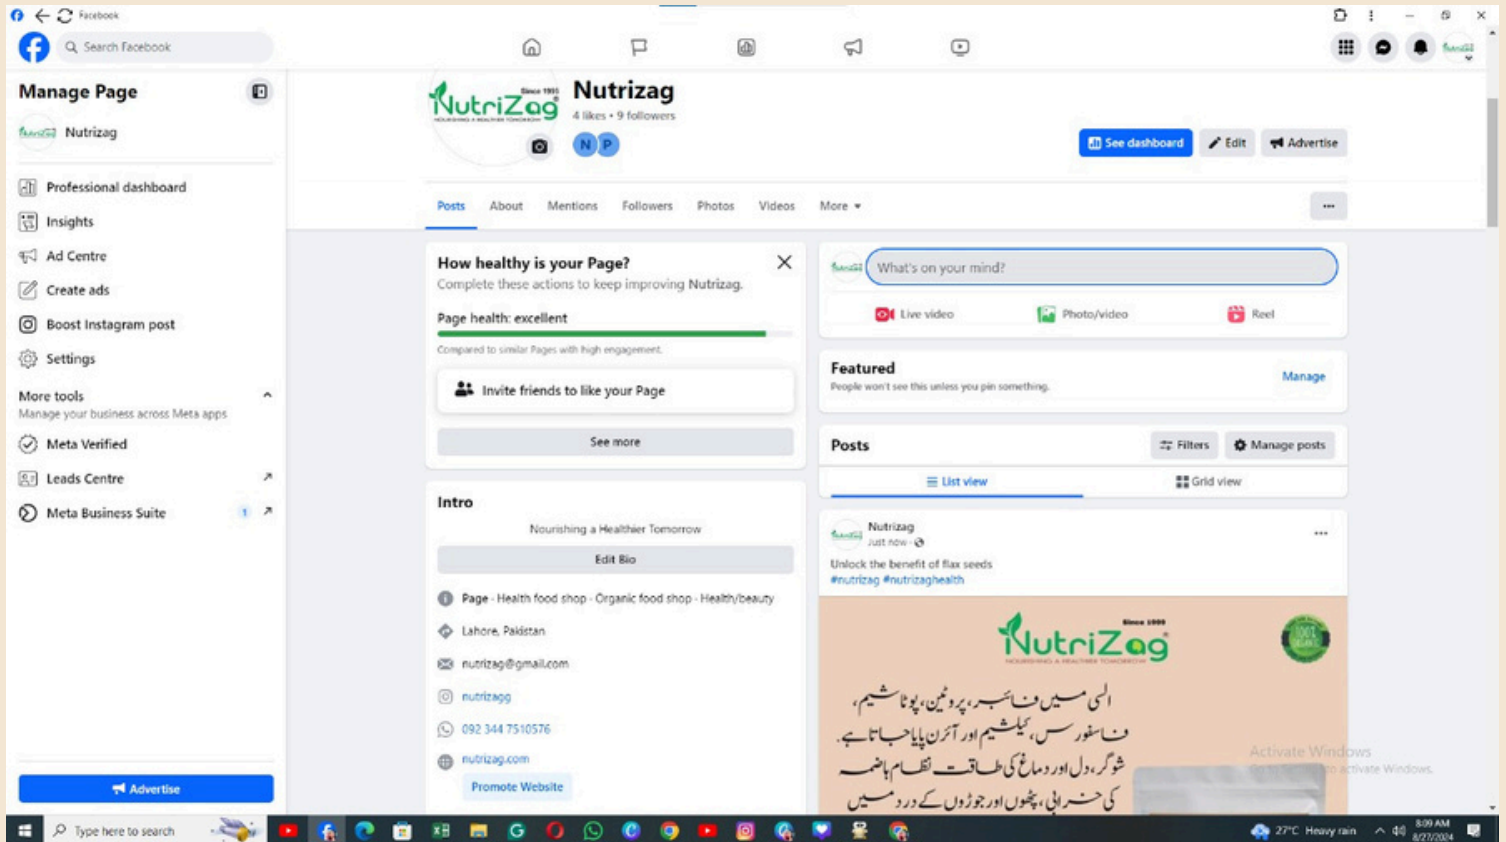 Facebook
Search Facebook
Manage Page
Nutrizag
Professional dashboard
Insights
Ad Centre
Create ads
Boost Instagram post
Settings
More tools
Manage your business across Meta apps
Meta Verified
Leads Centre
Meta Business Suite
1
Advertise
Since 1995
NutriZag
NOURISHING A HEALTHIER TOMORROW
Nutrizag
4 likes • 9 followers
N P
See dashboard
Edit
Advertise
Posts About Mentions Followers Photos Videos More
How healthy is your Page?
Complete these actions to keep improving Nutrizag.
Page health: excellent
Compared to similar Pages with high engagement.
Invite friends to like your Page
See more
Intro
Nourishing a Healthier Tomorrow
Edit Bio
Page · Health food shop · Organic food shop · Health/beauty
Lahore, Pakistan
nutrizag@gmail.com
nutrizagg
092 344 7510576
nutrizag.com
Promote Website
What's on your mind?
Live video Photo/video Reel
Featured
People won't see this unless you pin something.
Manage
Posts
Filters
Manage posts
List view
Grid view
Nutrizag
Just now ·
Unlock the benefit of flax seeds
#nutrizag #nutrizaghealth
Since 1995
NutriZag
NOURISHING A HEALTHIER TOMORROW
100%
السی میں فائبر، پروٹین، پوٹاشیم،
فاسفورس، کیلشیم اور آئرن پایا جاتا ہے۔
شوگر، دل اور دماغ کی طاقت نظام ہاضمہ
کی خرابی، پٹھوں اور جوڑوں کے درد میں
Activate Windows
to activate Windows.
Type here to search
27°C Heavy rain
8:09 AM
8/27/2024